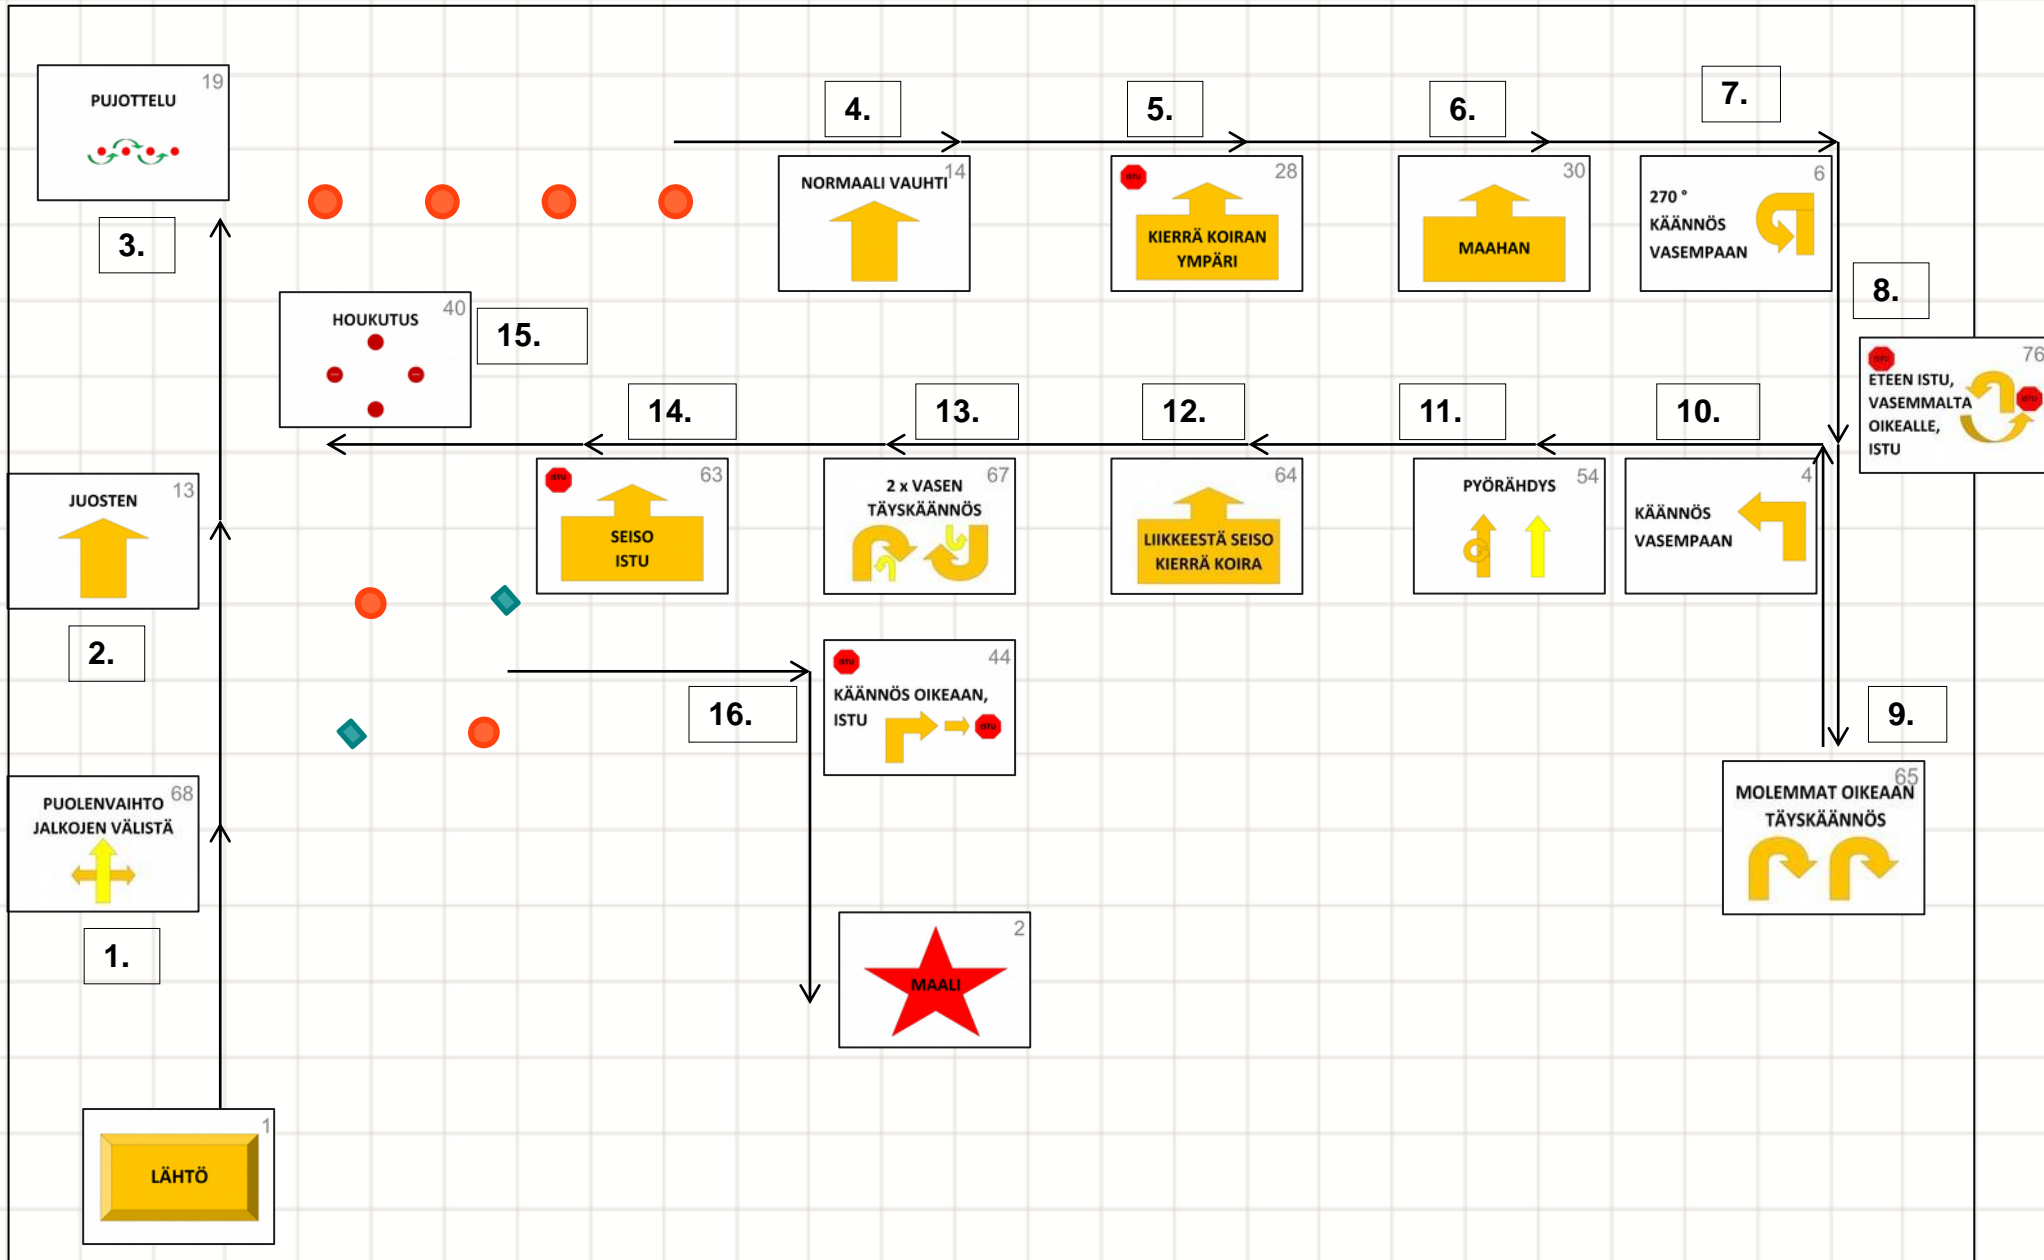 19
PUJOTTELU
3.
4.
14
NORMAALI VAUHTI
5.
ISTU
28
KIERRÄ KOIRAN
YMPÄRI
6.
30
MAAHAN
7.
6
270 °
KÄÄNNÖS
VASEMPAAN
8.
ISTU
76
ETEEN ISTU,
VASEMMALTA
OIKEALLE,
ISTU
ISTU
40
HOUKUTUS
15.
14.
13.
12.
11.
10.
13
JUOSTEN
2.
ISTU
63
SEISO
ISTU
67
2 x VASEN
TÄYSKÄÄNNÖS
64
LIIKKEESTÄ SEISO
KIERRÄ KOIRA
54
PYÖRÄHDYS
4
KÄÄNNÖS
VASEMPAAN
ISTU
44
KÄÄNNÖS OIKEAAN,
ISTU
ISTU
16.
9.
68
PUOLENVAIHTO
JALKOJEN VÄLISTÄ
1.
65
MOLEMMAT OIKEAAN
TÄYSKÄÄNNÖS
2
MAALI
1
LÄHTÖ